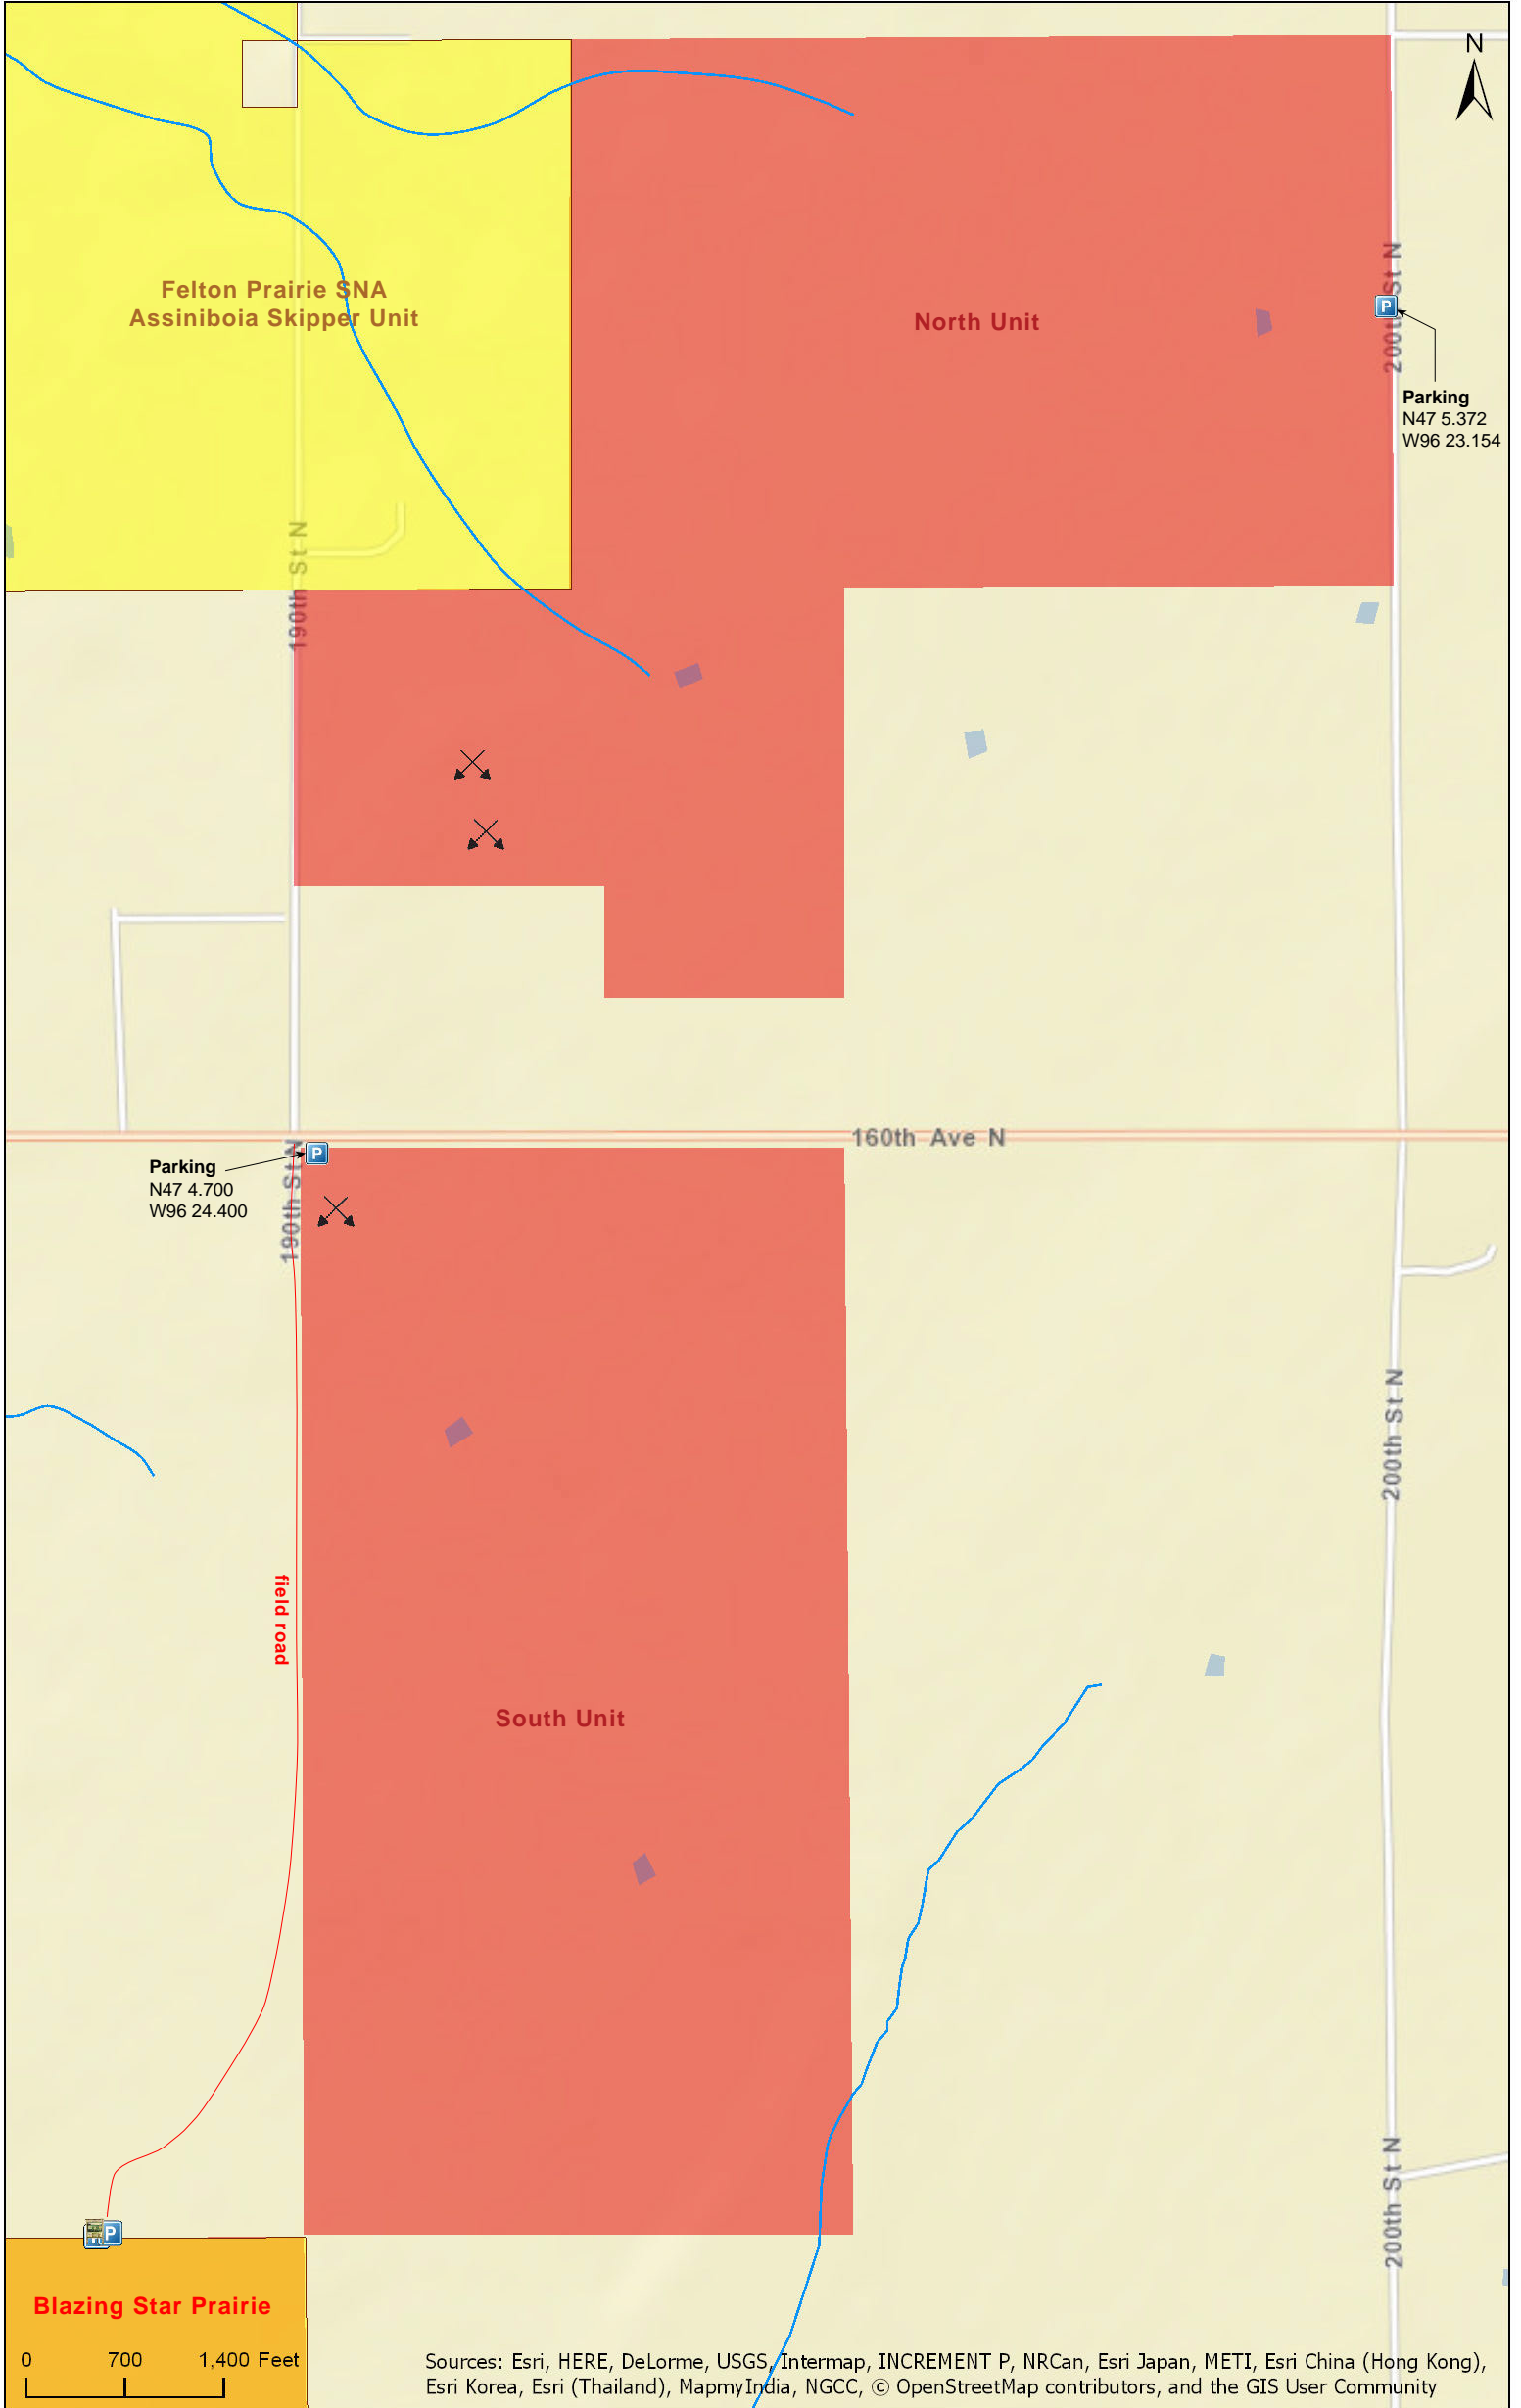 N
Felton Prairie SNA
Assiniboia Skipper Unit
North Unit
200th St N
P
Parking
N47 5.372
W96 23.154
190th St N
160th Ave N
P
Parking
N47 4.700
W96 24.400
190th St N
200th St N
field road
South Unit
200th St N
P
Blazing Star Prairie
0 700 1,400 Feet
Sources: Esri, HERE, DeLorme, USGS, Intermap, INCREMENT P, NRCan, Esri Japan, METI, Esri China (Hong Kong),
Esri Korea, Esri (Thailand), MapmyIndia, NGCC, © OpenStreetMap contributors, and the GIS User Community